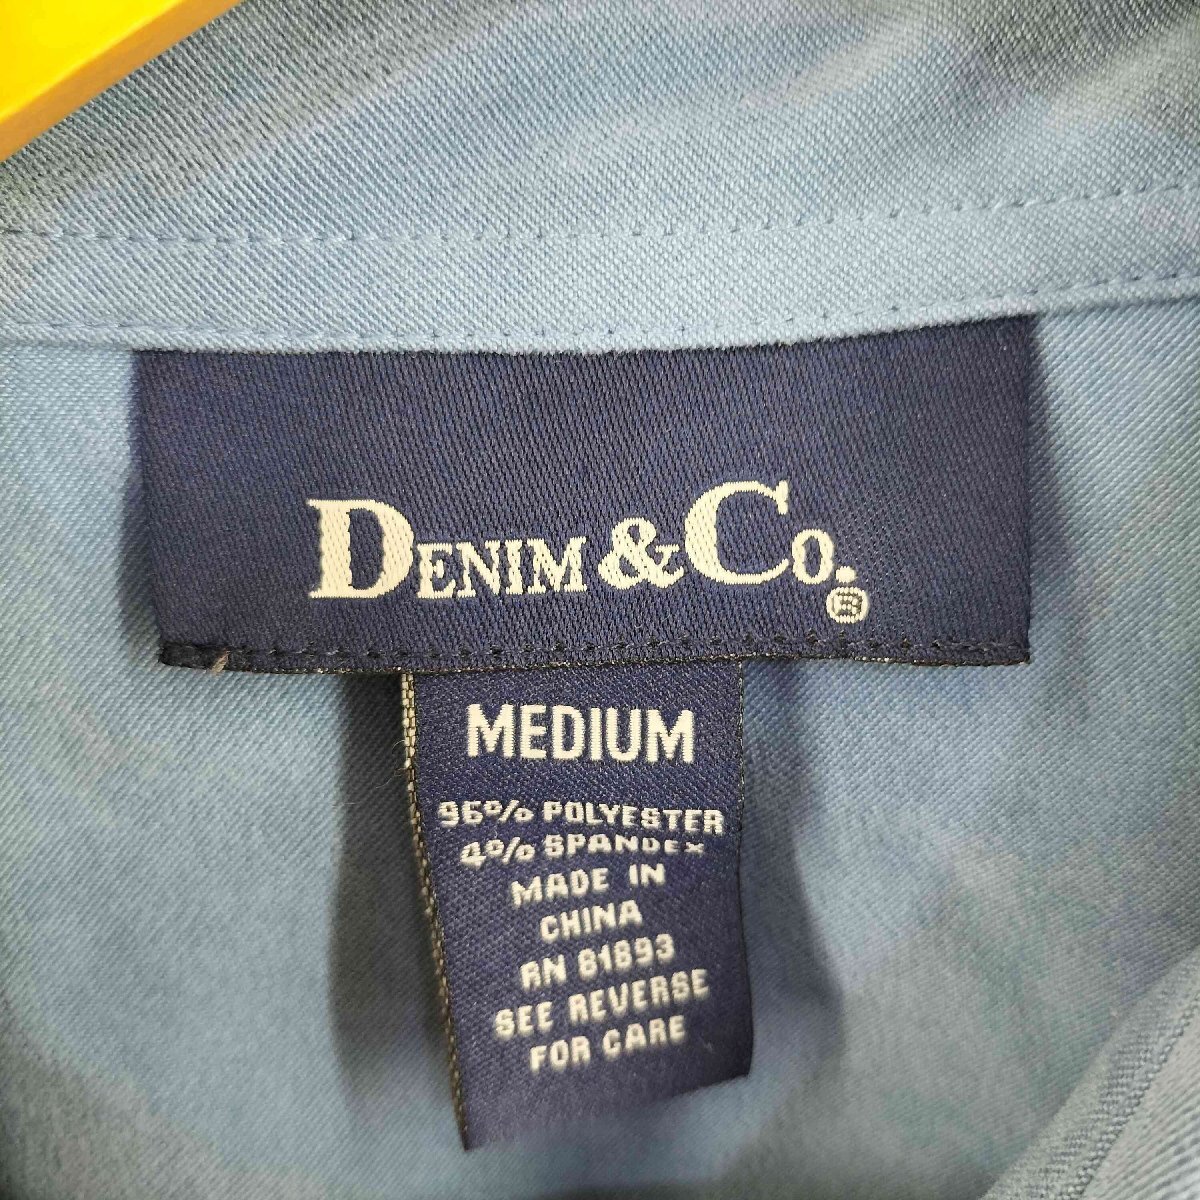 DENIM & CO.®
MEDIUM
96% POLYESTER
4% SPANDEX
MADE IN
CHINA
RN 81893
SEE REVERSE
FOR CARE